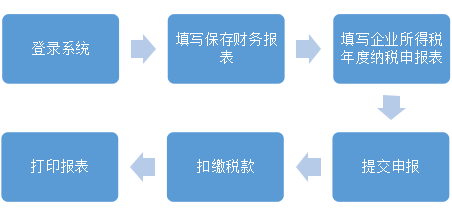 登录系统
填写保存财务报
表
填写企业所得税
年度纳税申报表
提交申报
扣缴税款
打印报表